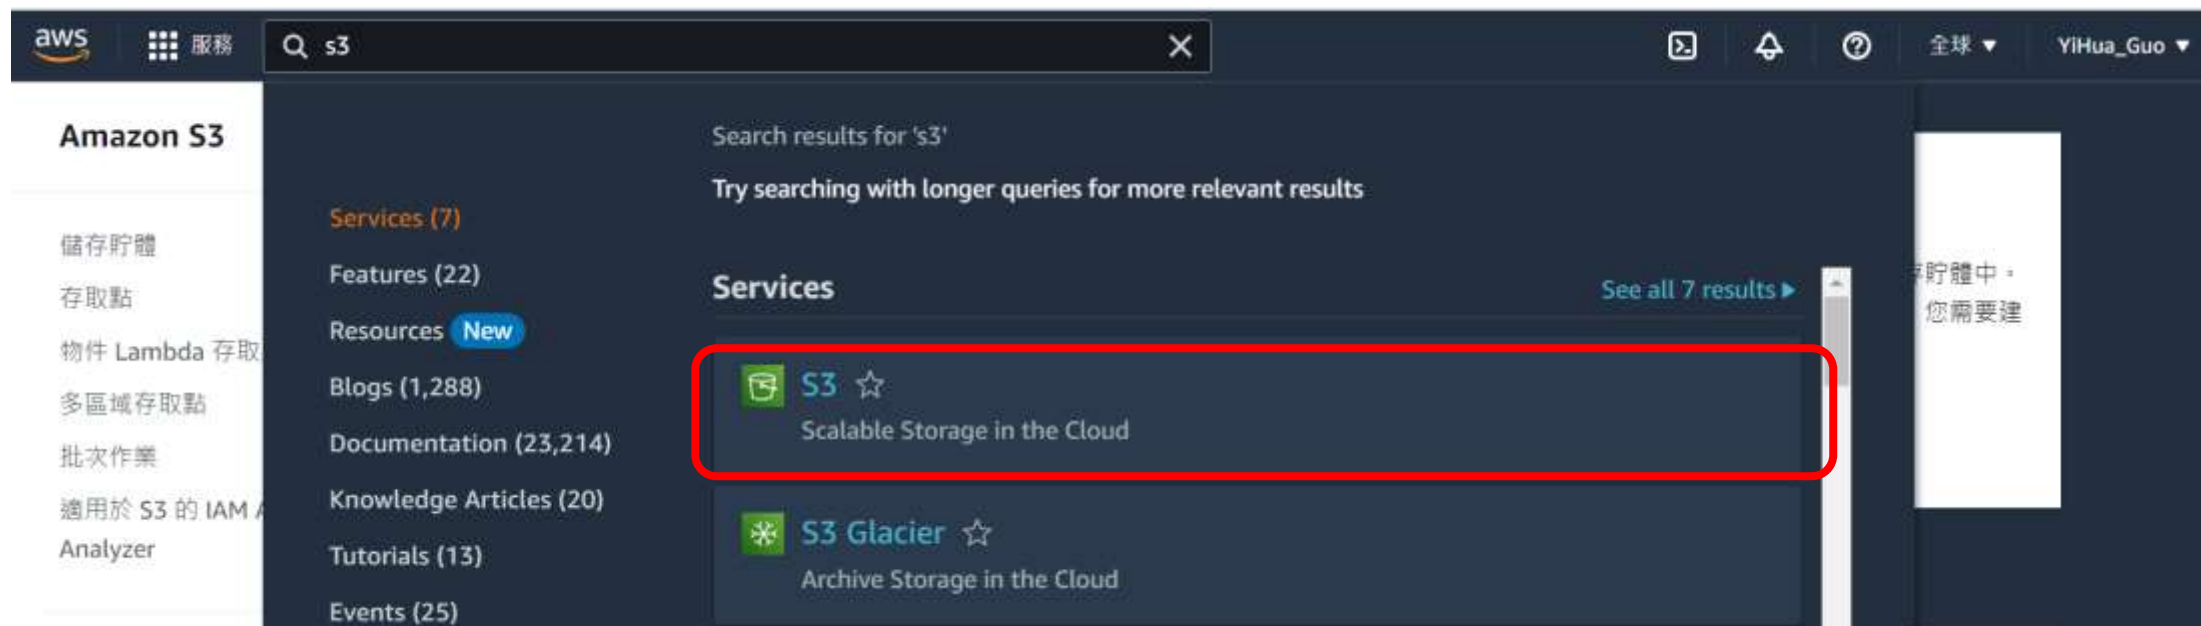 aws 服務 s3 全球 ▼ YiHua_Guo ▼
Amazon S3
儲存貯體
存取點
物件 Lambda 存取
多區域存取點
批次作業
適用於 S3 的 IAM
Analyzer
Services (7)
Features (22)
Resources New
Blogs (1,288)
Documentation (23,214)
Knowledge Articles (20)
Tutorials (13)
Events (25)
Search results for 's3'
Try searching with longer queries for more relevant results
Services See all 7 results ▶
S3
Scalable Storage in the Cloud
S3 Glacier
Archive Storage in the Cloud
貯體中。
您需要建